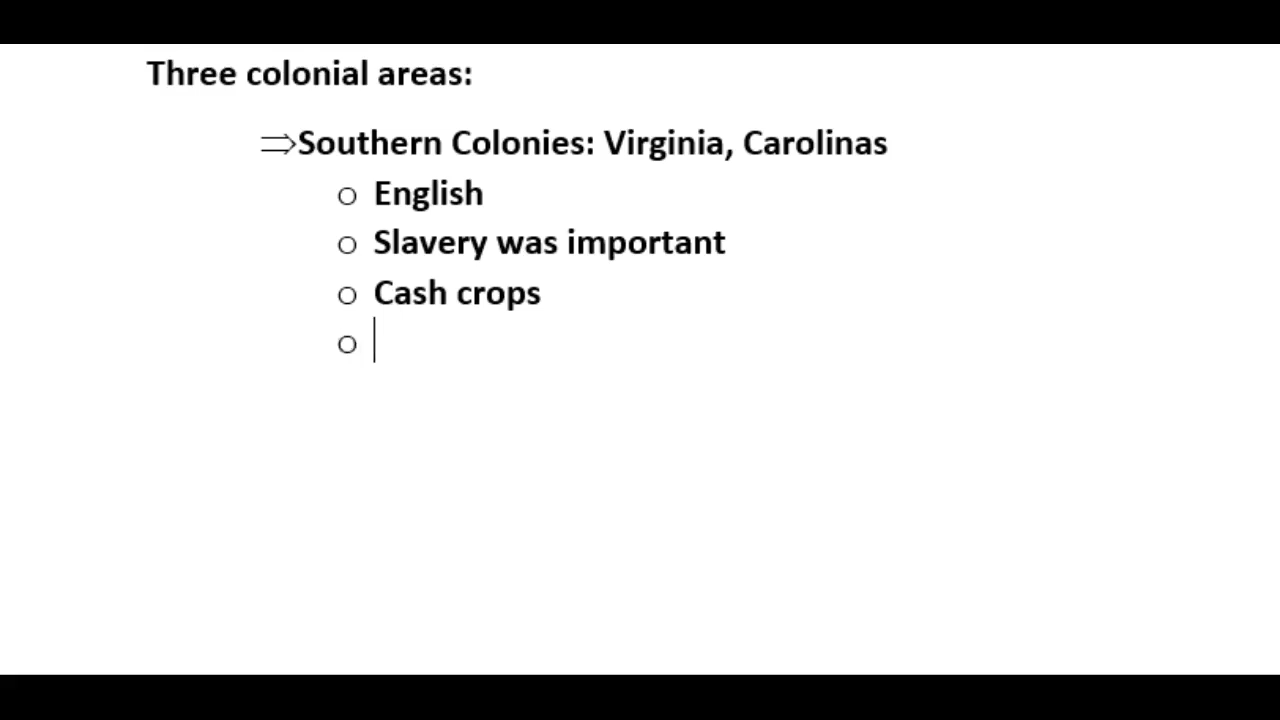 Three colonial areas:
⇒Southern Colonies: Virginia, Carolinas
o English
o Slavery was important
o Cash crops
o